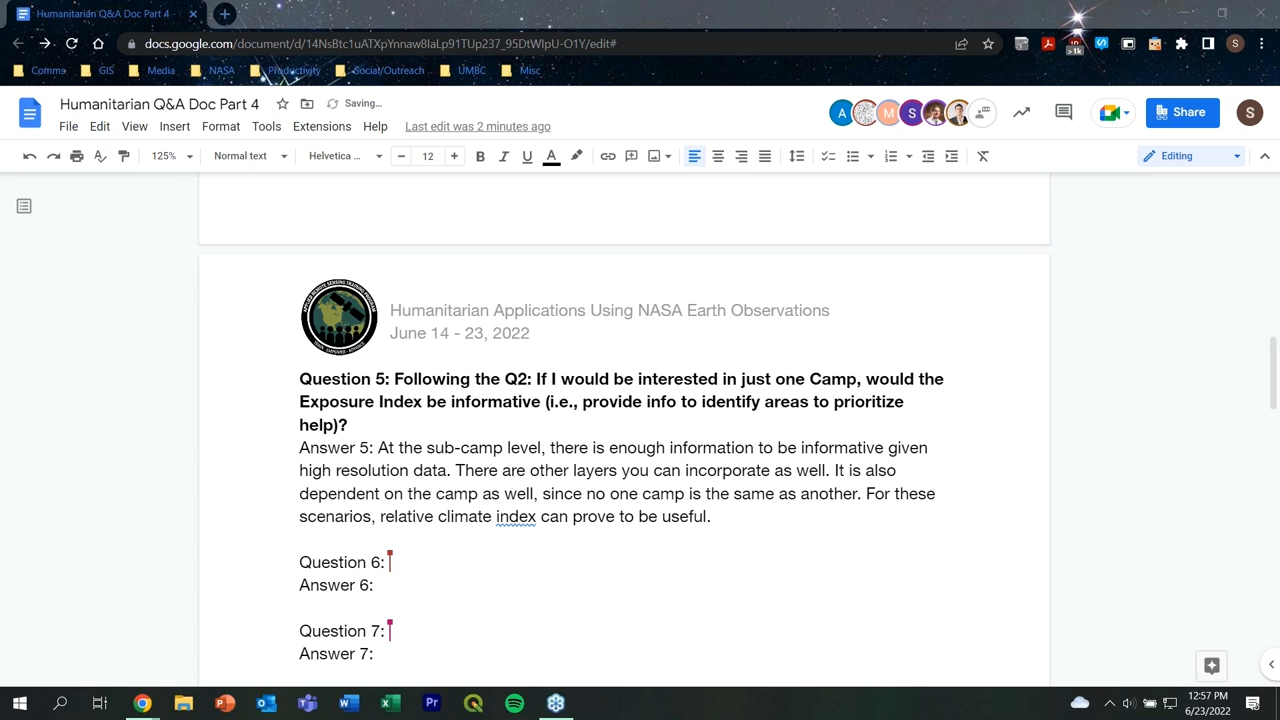 Humanitarian Q&A Doc Part 4 -
docs.google.com/document/d/14NsBtc1uATXpYnnaw8IaLp91TUp237_95DtWIpU-O1Y/edit#
>1k
S
Comms GIS Media NASA Productivity Social/Outreach UMBC Misc
Humanitarian Q&A Doc Part 4 Saving…
A M S Share S
File Edit View Insert Format Tools Extensions Help Last edit was 2 minutes ago
125% Normal text Helvetica ... 12 B I U A Editing
Humanitarian Applications Using NASA Earth Observations
June 14 - 23, 2022
Question 5: Following the Q2: If I would be interested in just one Camp, would the
Exposure Index be informative (i.e., provide info to identify areas to prioritize
help)?
Answer 5: At the sub-camp level, there is enough information to be informative given
high resolution data. There are other layers you can incorporate as well. It is also
dependent on the camp as well, since no one camp is the same as another. For these
scenarios, relative climate index can prove to be useful.
Question 6:
Answer 6:
Question 7:
Answer 7:
12:57 PM
6/23/2022